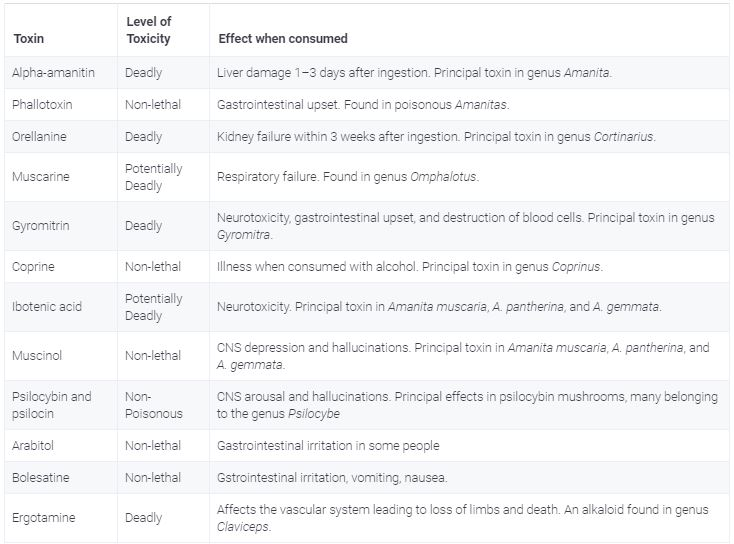 Toxin Level of Toxicity Effect when consumed
Alpha-amanitin Deadly Liver damage 1–3 days after ingestion. Principal toxin in genus Amanita.
Phallotoxin Non-lethal Gastrointestinal upset. Found in poisonous Amanitas.
Orellanine Deadly Kidney failure within 3 weeks after ingestion. Principal toxin in genus Cortinarius.
Muscarine Potentially Deadly Respiratory failure. Found in genus Omphalotus.
Gyromitrin Deadly Neurotoxicity, gastrointestinal upset, and destruction of blood cells. Principal toxin in genus
Gyromitra.
Coprine Non-lethal Illness when consumed with alcohol. Principal toxin in genus Coprinus.
Ibotenic acid Potentially Deadly Neurotoxicity. Principal toxin in Amanita muscaria, A. pantherina, and A. gemmata.
Muscinol Non-lethal CNS depression and hallucinations. Principal toxin in Amanita muscaria, A. pantherina, and
A. gemmata.
Psilocybin and psilocin Non-Poisonous CNS arousal and hallucinations. Principal effects in psilocybin mushrooms, many belonging
to the genus Psilocybe
Arabitol Non-lethal Gastrointestinal irritation in some people
Bolesatine Non-lethal Gstrointestinal irritation, vomiting, nausea.
Ergotamine Deadly Affects the vascular system leading to loss of limbs and death. An alkaloid found in genus
Claviceps.